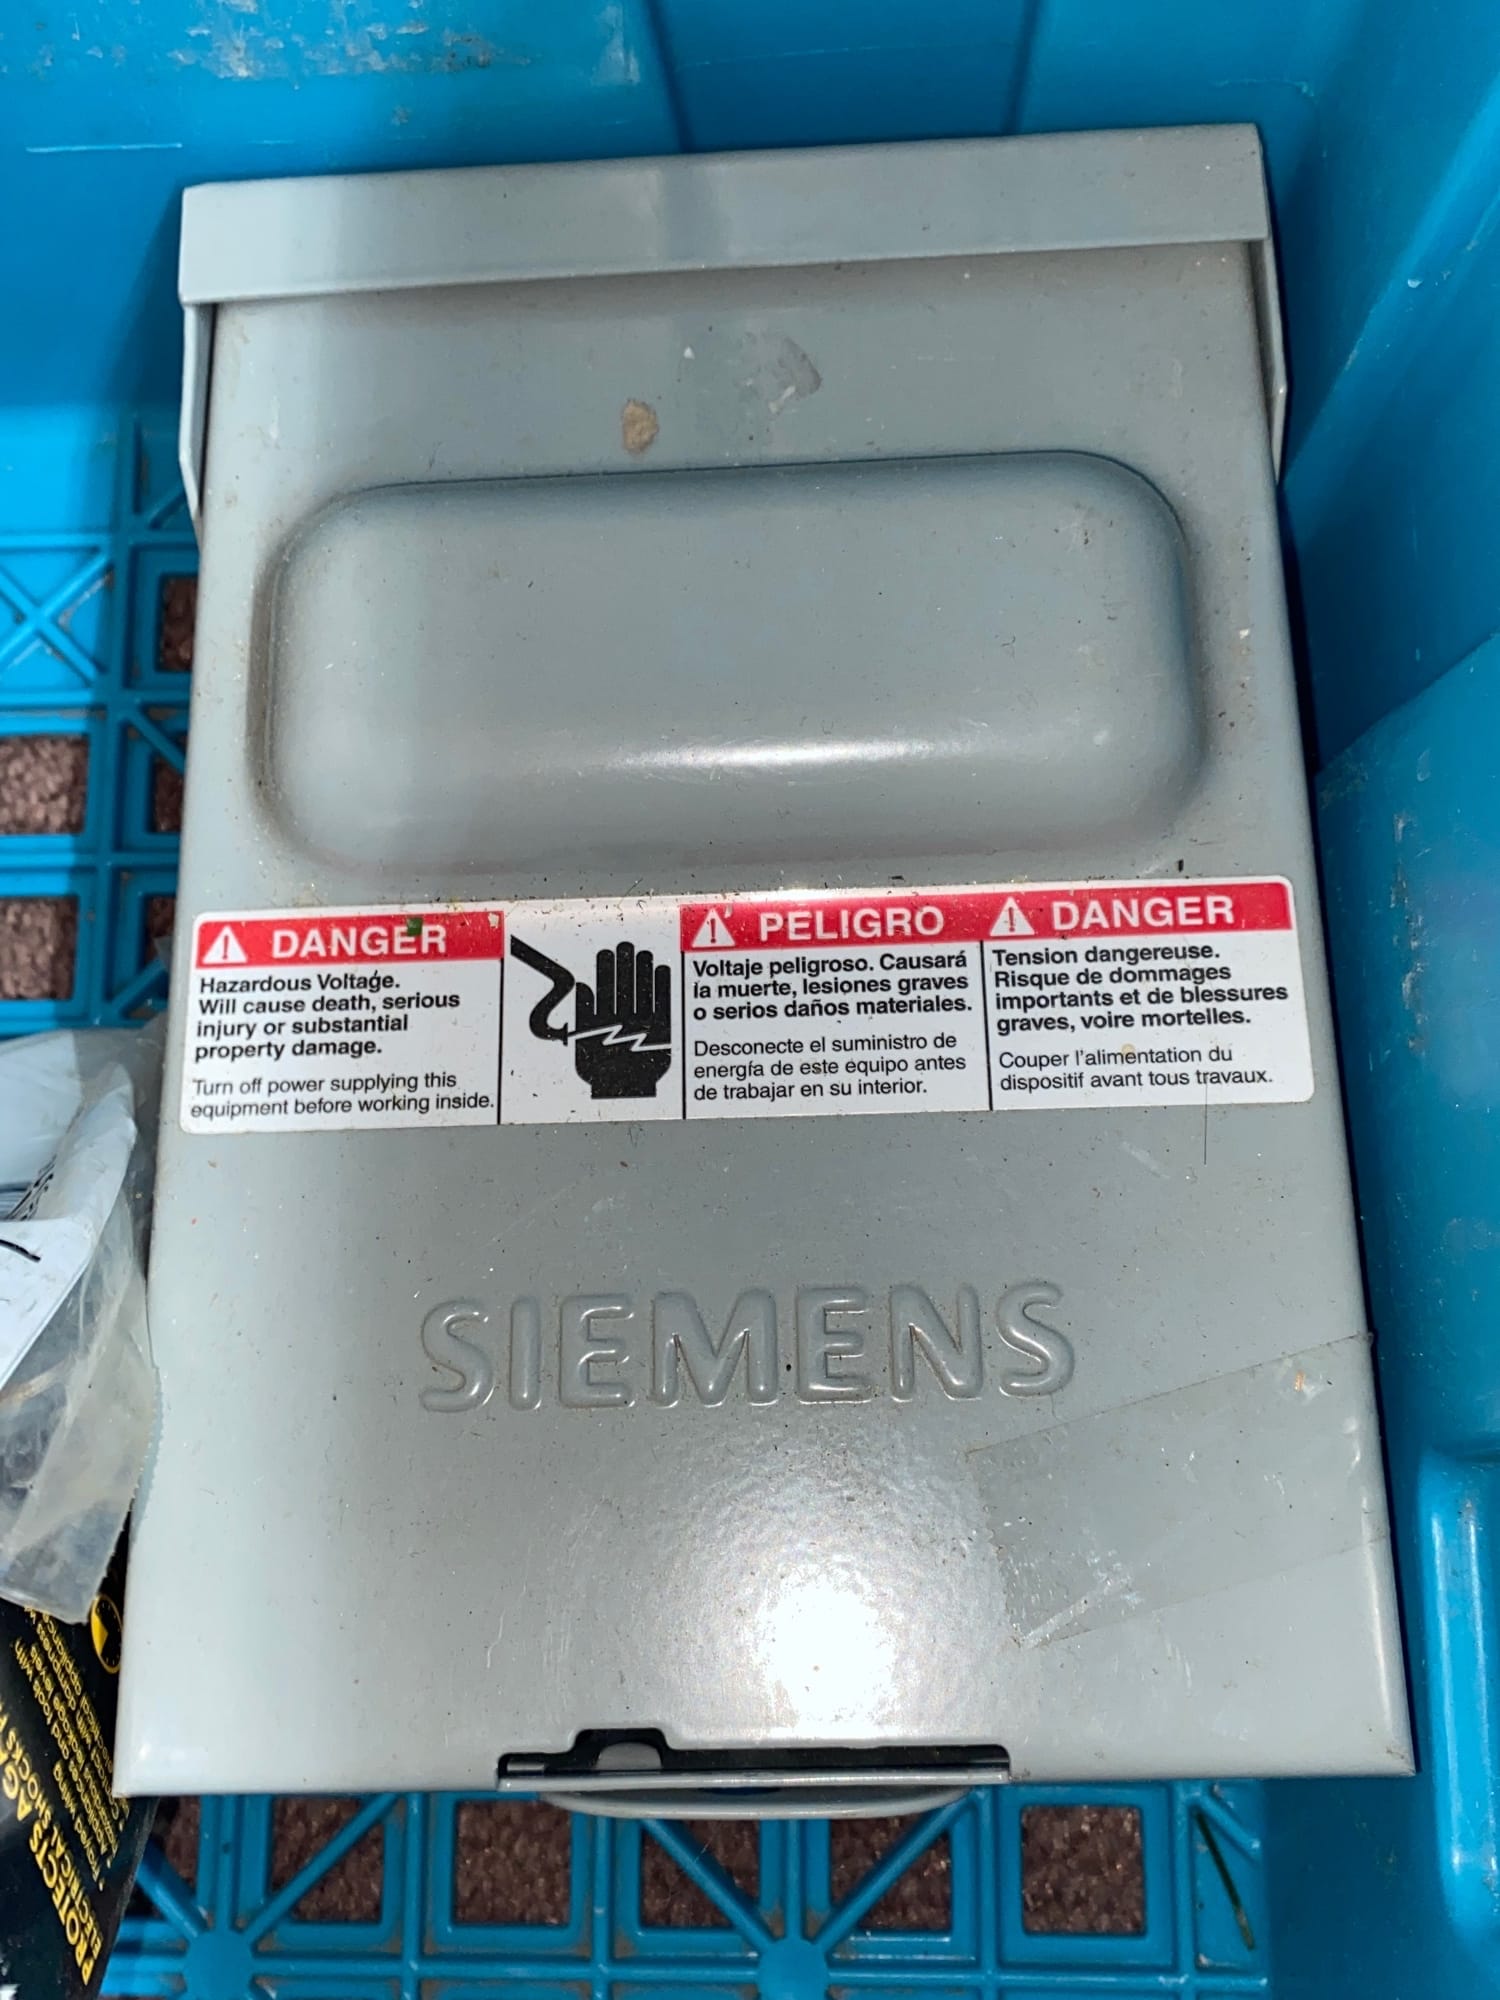 DANGER
Hazardous Voltage.
Will cause death, serious
injury or substantial
property damage.
Turn off power supplying this
equipment before working inside.
PELIGRO
Voltaje peligroso. Causará
la muerte, lesiones graves
o serios daños materiales.
Desconecte el suministro de
energía de este equipo antes
de trabajar en su interior.
DANGER
Tension dangereuse.
Risque de dommages
importants et de blessures
graves, voire mortelles.
Couper l'alimentation du
dispositif avant tous travaux.
SIEMENS
PROTECTS
ELECTRICAL SHOCKS